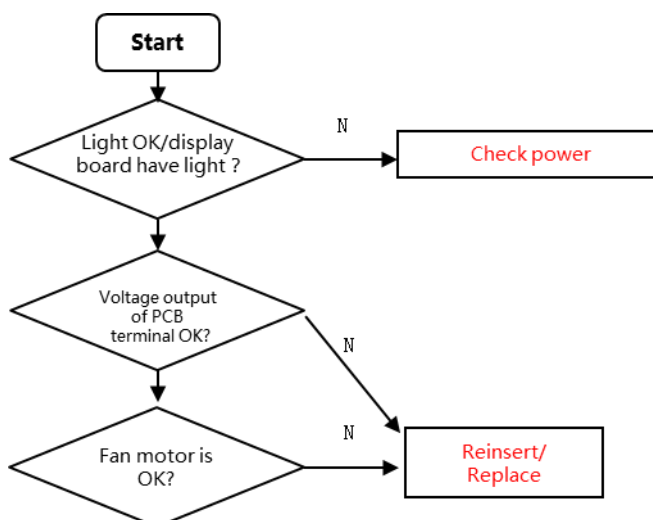 Start
Light OK/display
board have light ?
N
Check power
Voltage output
of PCB
terminal OK?
N
Fan motor is
OK?
N
Reinsert/
Replace